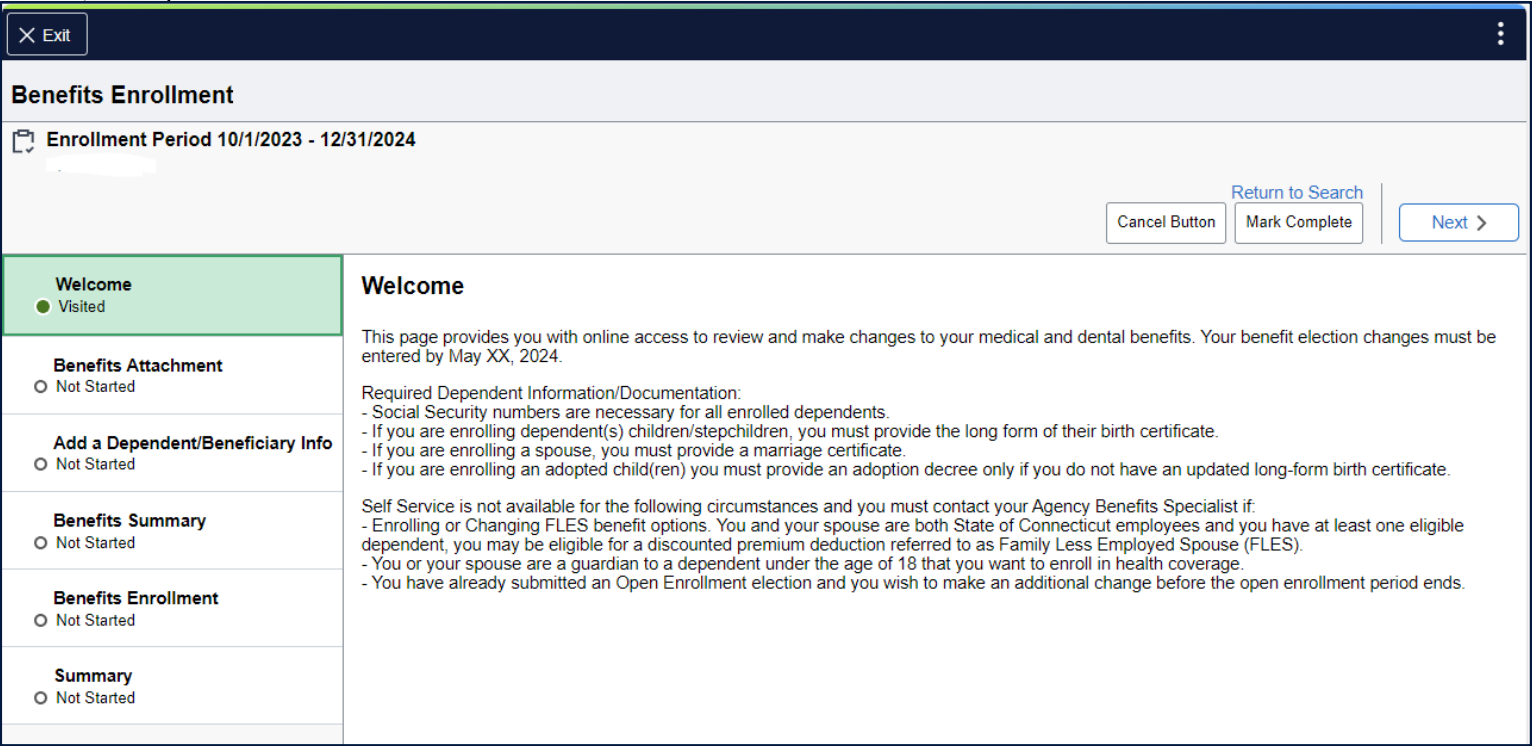 Exit
Benefits Enrollment
Enrollment Period 10/1/2023 - 12/31/2024
Return to Search
Cancel Button
Mark Complete
Next
Welcome
Visited
Benefits Attachment
Not Started
Add a Dependent/Beneficiary Info
Not Started
Benefits Summary
Not Started
Benefits Enrollment
Not Started
Summary
Not Started
Welcome
This page provides you with online access to review and make changes to your medical and dental benefits. Your benefit election changes must be
entered by May XX, 2024.
Required Dependent Information/Documentation:
- Social Security numbers are necessary for all enrolled dependents.
- If you are enrolling dependent(s) children/stepchildren, you must provide the long form of their birth certificate.
- If you are enrolling a spouse, you must provide a marriage certificate.
- If you are enrolling an adopted child(ren) you must provide an adoption decree only if you do not have an updated long-form birth certificate.
Self Service is not available for the following circumstances and you must contact your Agency Benefits Specialist if:
- Enrolling or Changing FLES benefit options. You and your spouse are both State of Connecticut employees and you have at least one eligible
dependent, you may be eligible for a discounted premium deduction referred to as Family Less Employed Spouse (FLES).
- You or your spouse are a guardian to a dependent under the age of 18 that you want to enroll in health coverage.
- You have already submitted an Open Enrollment election and you wish to make an additional change before the open enrollment period ends.